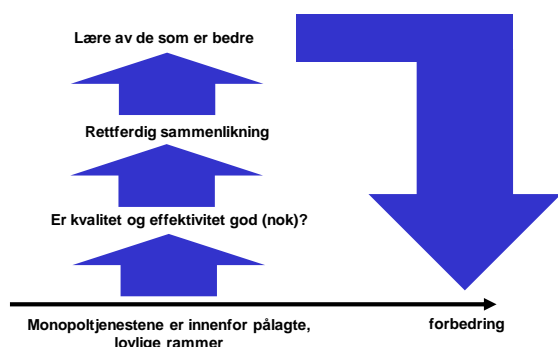 Lære av de som er bedre
Rettferdig sammenlikning
Er kvalitet og effektivitet god (nok)?
Monopoltjenestene er innenfor pålagte,
lovlige rammer
forbedring